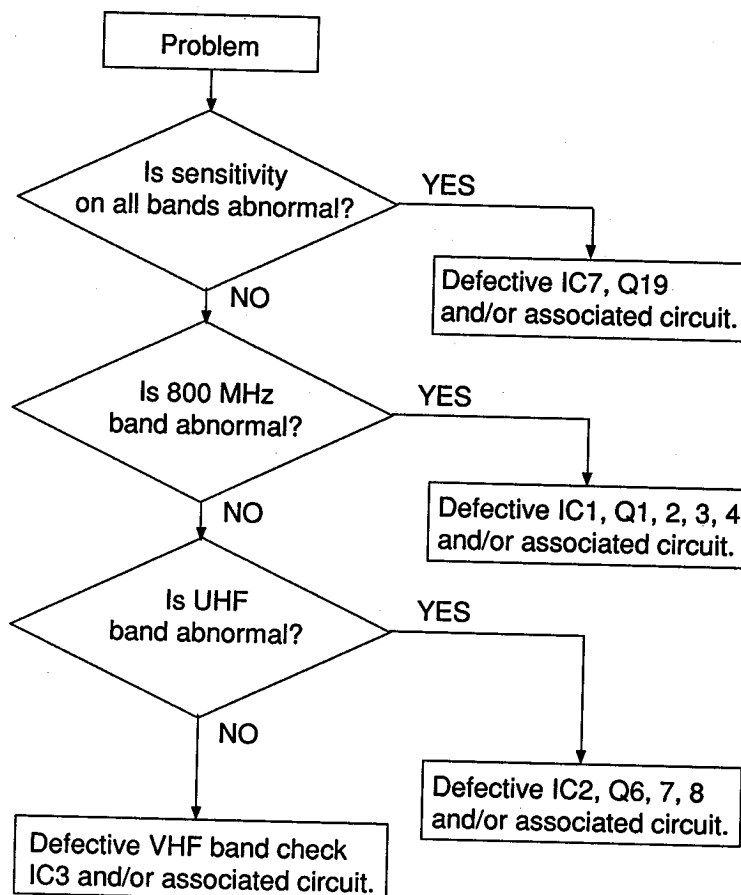 Problem
Is sensitivity
on all bands abnormal?
YES
Defective IC7, Q19
and/or associated circuit.
NO
Is 800 MHz
band abnormal?
YES
Defective IC1, Q1, 2, 3, 4
and/or associated circuit.
NO
Is UHF
band abnormal?
YES
Defective IC2, Q6, 7, 8
and/or associated circuit.
NO
Defective VHF band check
IC3 and/or associated circuit.